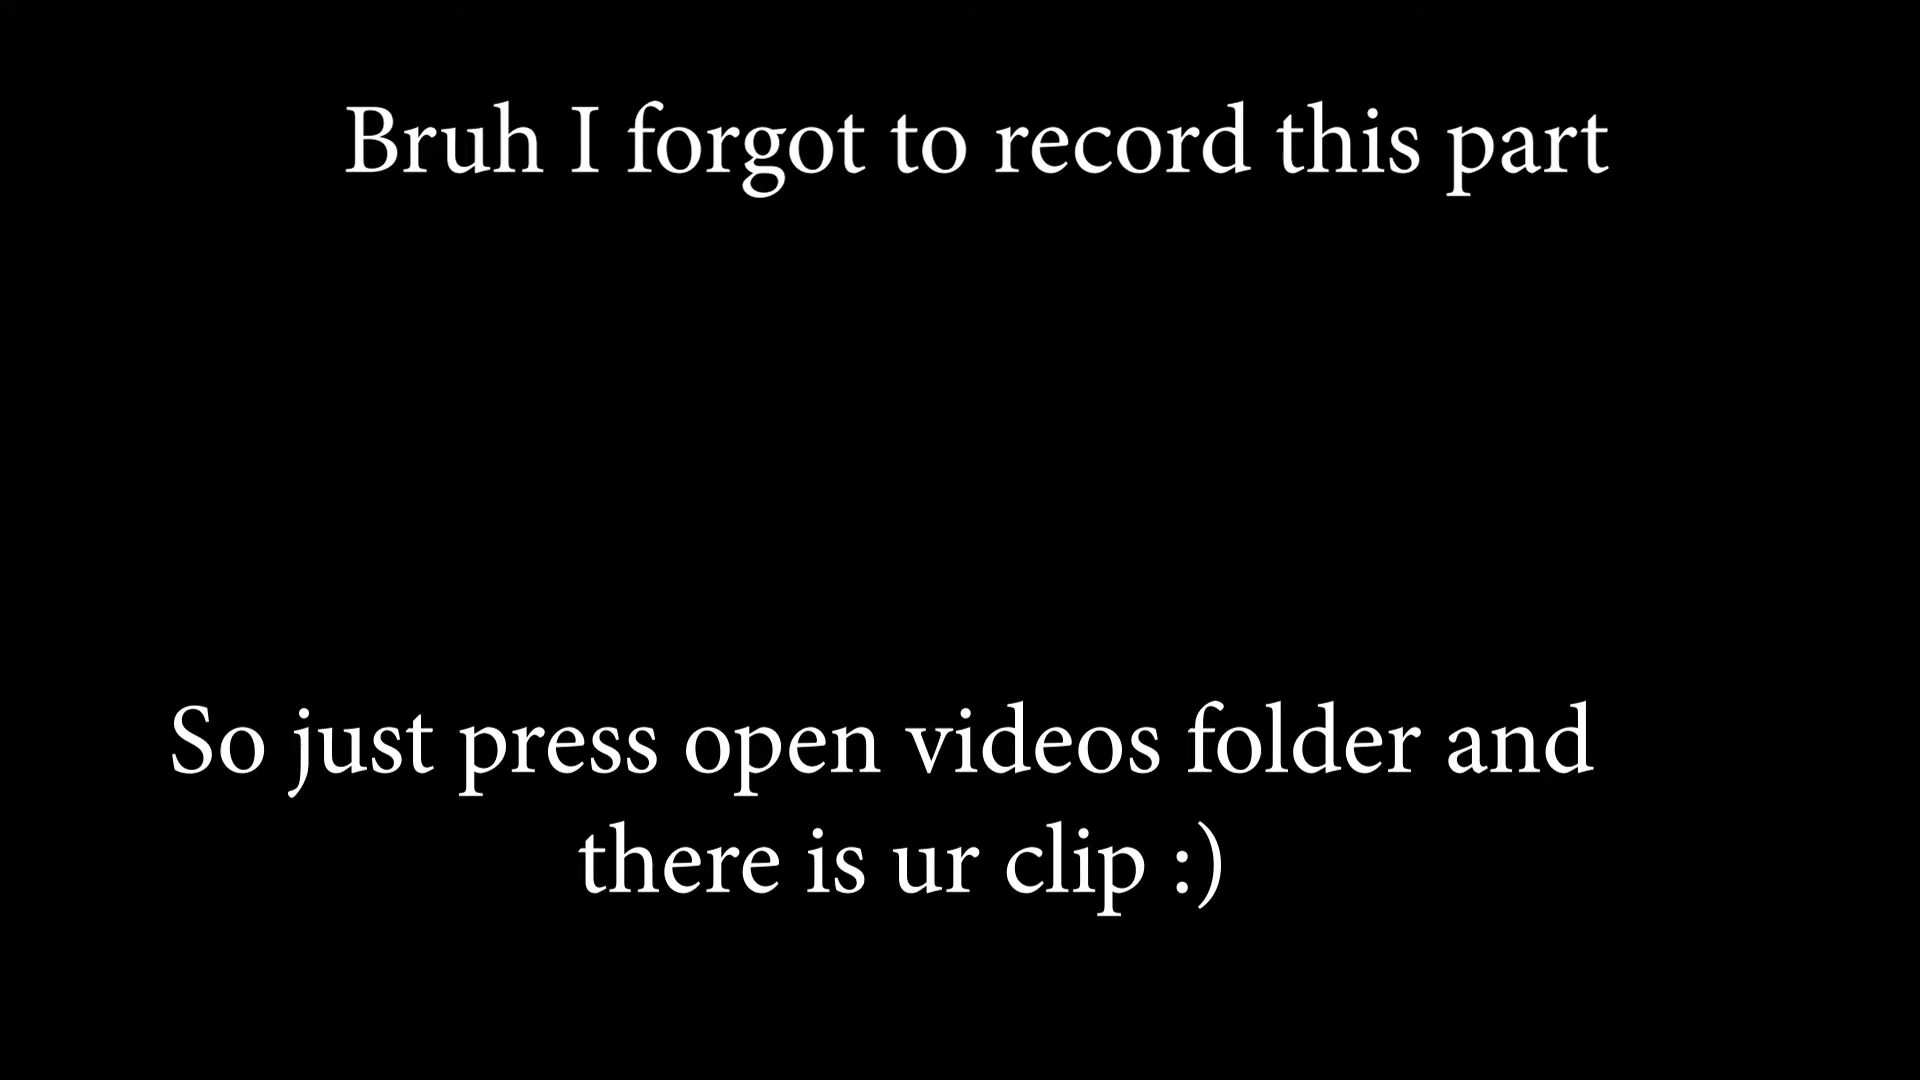 Bruh I forgot to record this part
So just press open videos folder and
there is ur clip :)